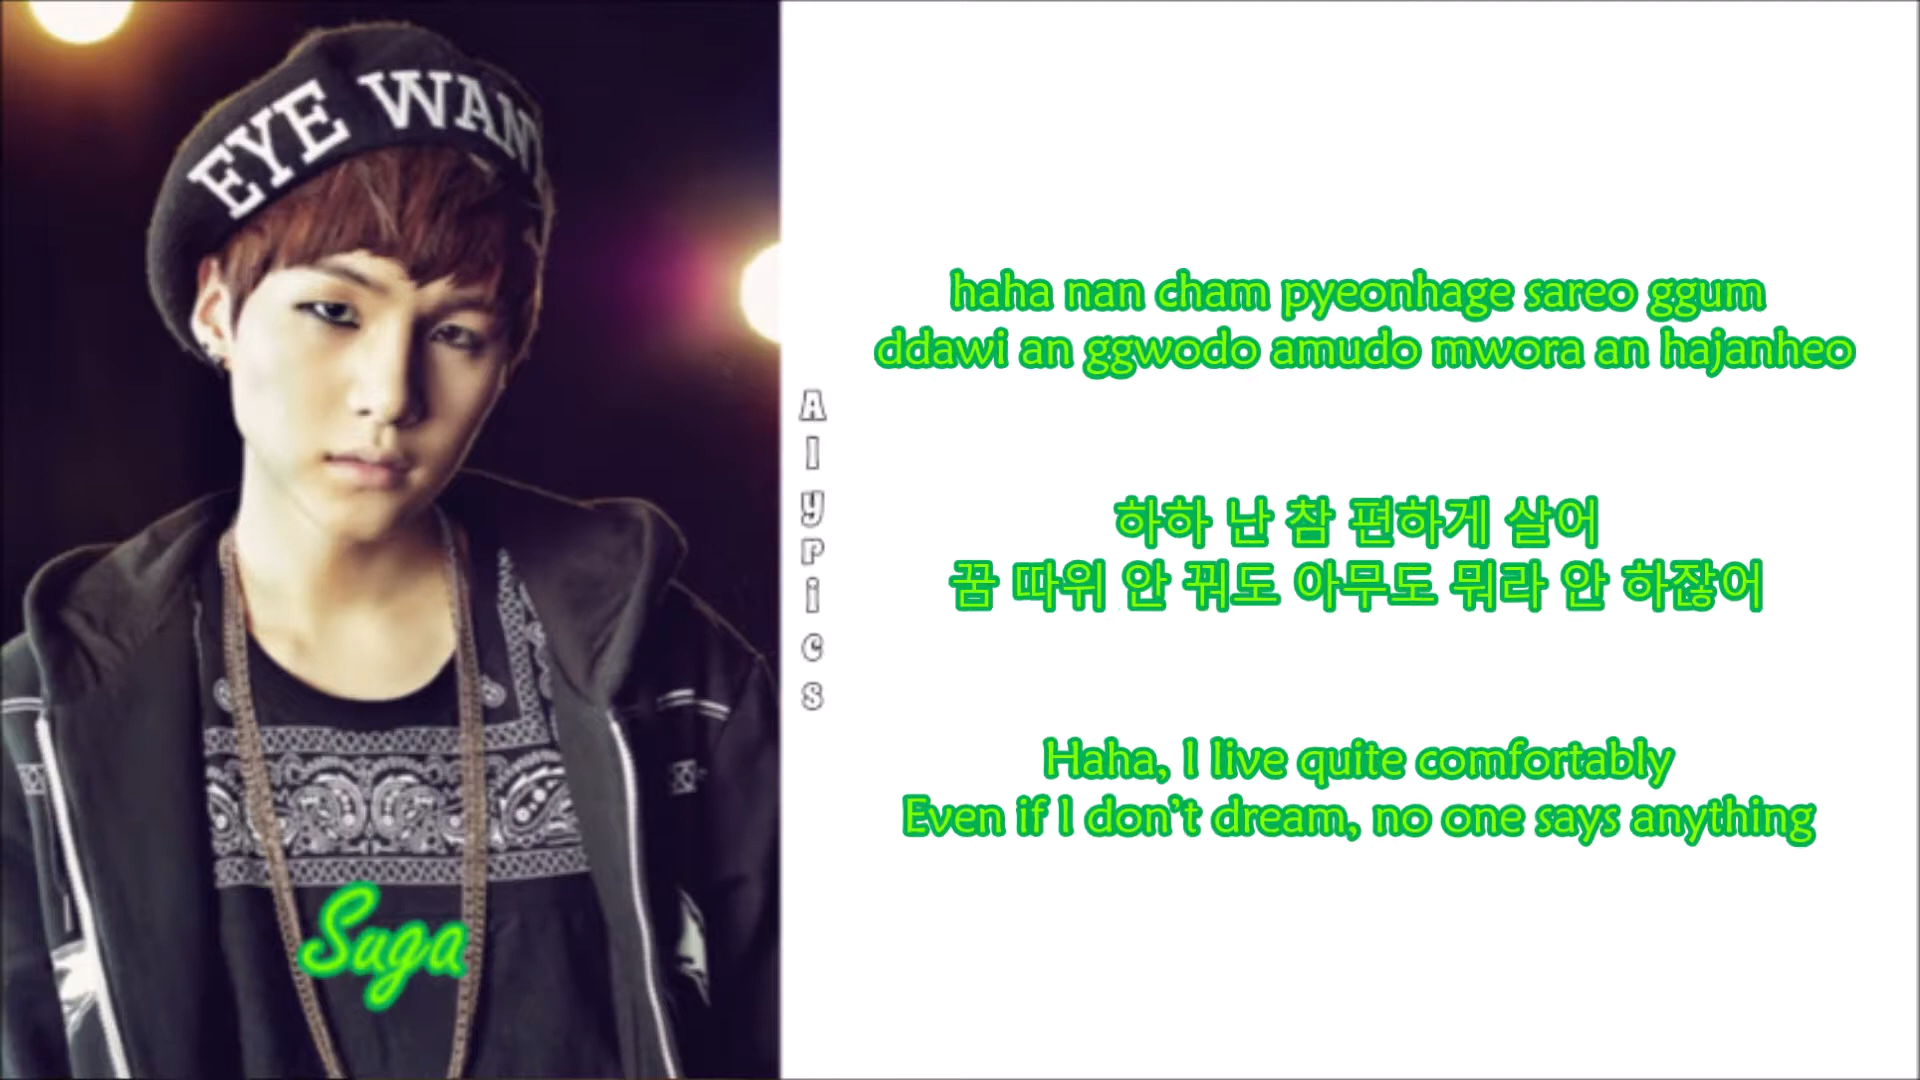 EYE WAN
Suga
Alypics
haha nan cham pyeonhage sareo ggum
ddawi an ggwodo amudo mwora an hajanheo
하하 난 참 편하게 살어
꿈 따위 안 꿔도 아무도 뭐라 안 하잖어
Haha, I live quite comfortably
Even if I don't dream, no one says anything